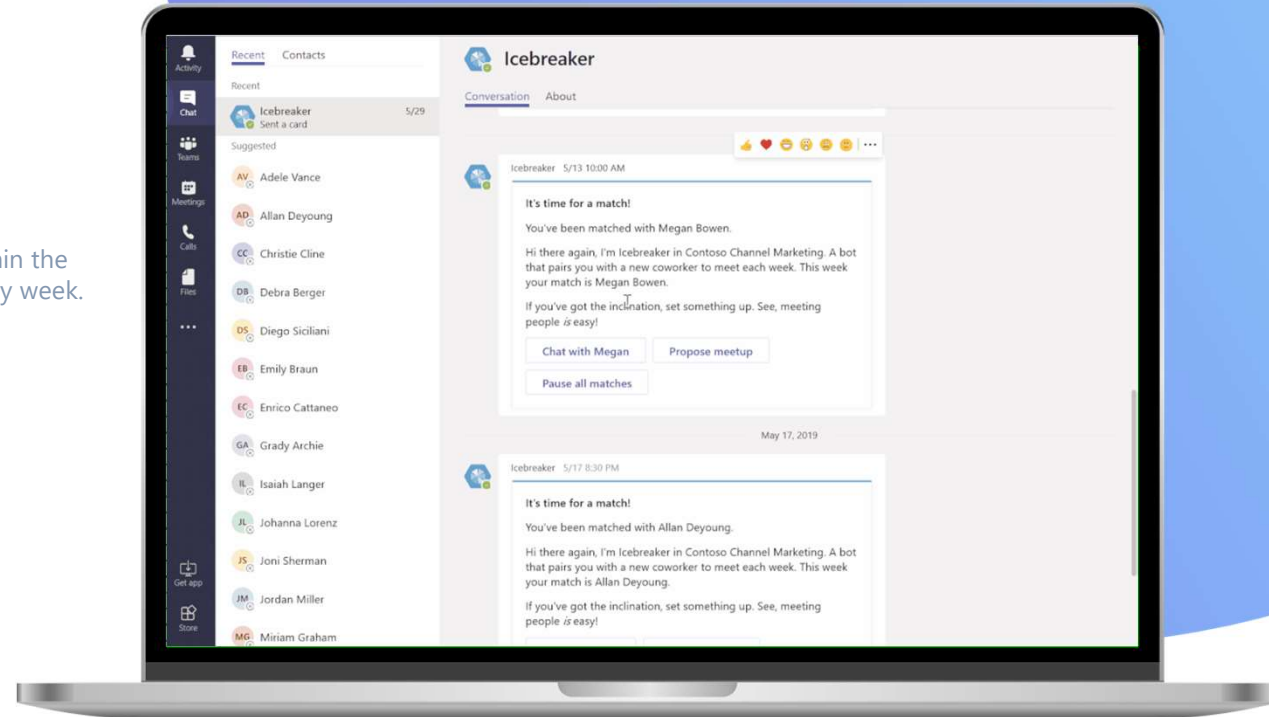 in the
y week.
Activity
Chat
Teams
Meetings
Calls
Files
Get app
Store
Recent Contacts
Recent
Icebreaker 5/29
Sent a card
Suggested
AV Adele Vance
AD Allan Deyoung
CC Christie Cline
DB Debra Berger
DS Diego Siciliani
EB Emily Braun
EC Enrico Cattaneo
GA Grady Archie
IL Isaiah Langer
JL Johanna Lorenz
JS Joni Sherman
JM Jordan Miller
MG Miriam Graham
Icebreaker
Conversation About
Icebreaker 5/13 10:00 AM
It's time for a match!
You've been matched with Megan Bowen.
Hi there again, I'm Icebreaker in Contoso Channel Marketing. A bot
that pairs you with a new coworker to meet each week. This week
your match is Megan Bowen.
If you've got the inclination, set something up. See, meeting
people is easy!
Chat with Megan Propose meetup
Pause all matches
May 17, 2019
Icebreaker 5/17 8:30 PM
It's time for a match!
You've been matched with Allan Deyoung.
Hi there again, I'm Icebreaker in Contoso Channel Marketing. A bot
that pairs you with a new coworker to meet each week. This week
your match is Allan Deyoung.
If you've got the inclination, set something up. See, meeting
people is easy!